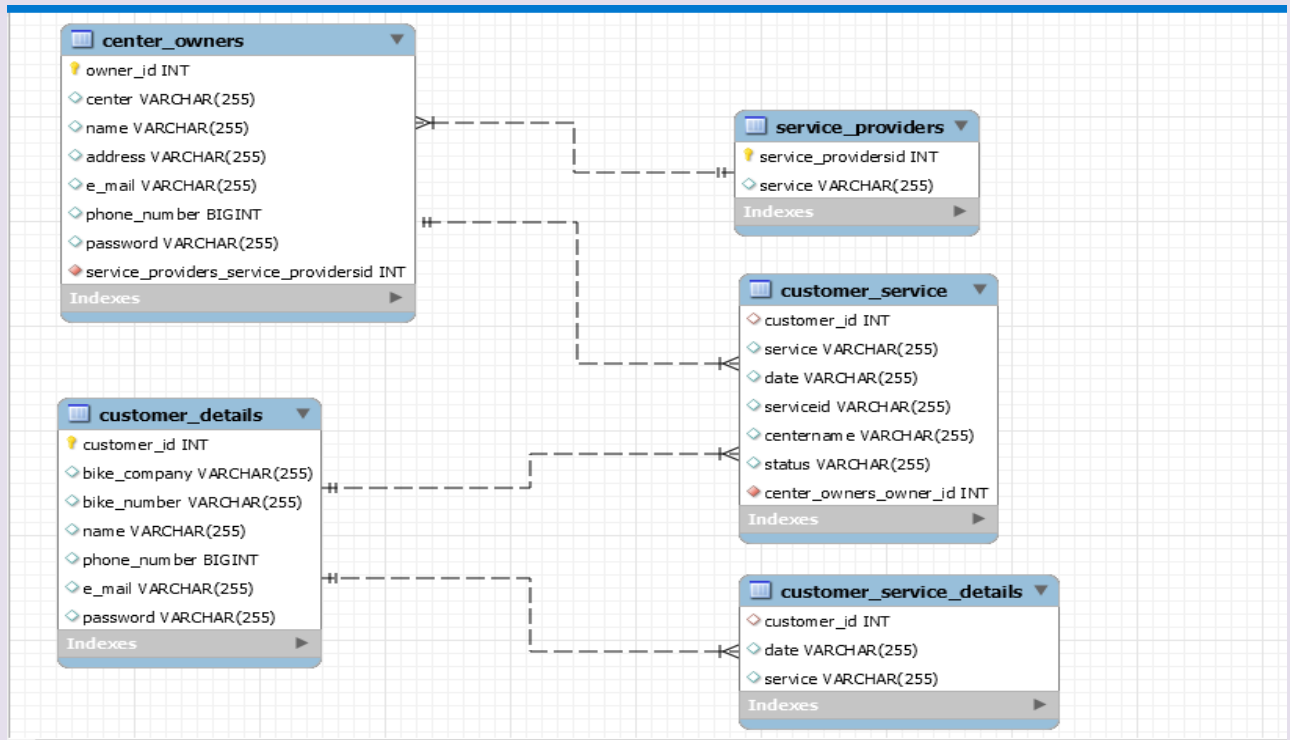 center_owners
owner_id INT
center VARCHAR(255)
name VARCHAR(255)
address VARCHAR(255)
e_mail VARCHAR(255)
phone_number BIGINT
password VARCHAR(255)
service_providers_service_providersid INT
Indexes
service_providers
service_providersid INT
service VARCHAR(255)
Indexes
customer_service
customer_id INT
service VARCHAR(255)
date VARCHAR(255)
serviceid VARCHAR(255)
centername VARCHAR(255)
status VARCHAR(255)
center_owners_owner_id INT
Indexes
customer_details
customer_id INT
bike_company VARCHAR(255)
bike_number VARCHAR(255)
name VARCHAR(255)
phone_number BIGINT
e_mail VARCHAR(255)
password VARCHAR(255)
Indexes
customer_service_details
customer_id INT
date VARCHAR(255)
service VARCHAR(255)
Indexes